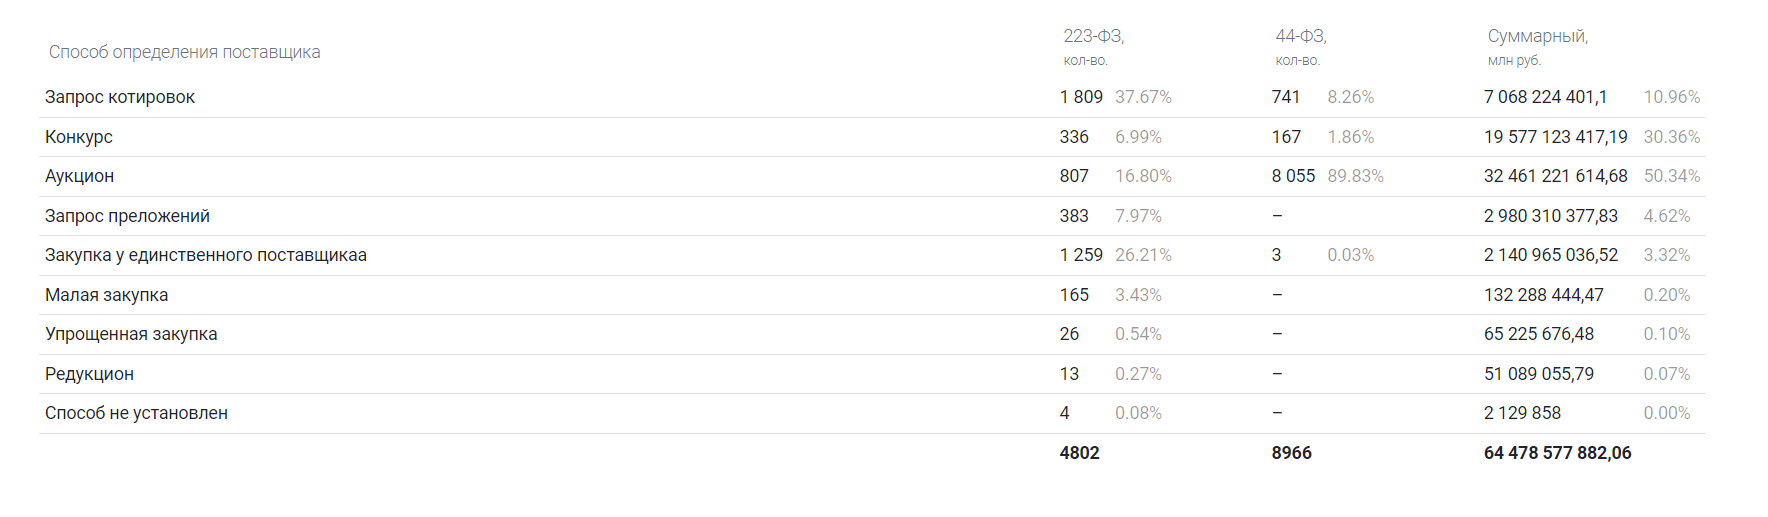 Способ определения поставщика 223-ФЗ, кол-во. 44-ФЗ, кол-во. Суммарный, млн руб.
Запрос котировок 1 809 37.67% 741 8.26% 7 068 224 401,1 10.96%
Конкурс 336 6.99% 167 1.86% 19 577 123 417,19 30.36%
Аукцион 807 16.80% 8 055 89.83% 32 461 221 614,68 50.34%
Запрос преложений 383 7.97% – 2 980 310 377,83 4.62%
Закупка у единственного поставщикаа 1 259 26.21% 3 0.03% 2 140 965 036,52 3.32%
Малая закупка 165 3.43% – 132 288 444,47 0.20%
Упрощенная закупка 26 0.54% – 65 225 676,48 0.10%
Редукцион 13 0.27% – 51 089 055,79 0.07%
Способ не установлен 4 0.08% – 2 129 858 0.00%
4802 8966 64 478 577 882,06